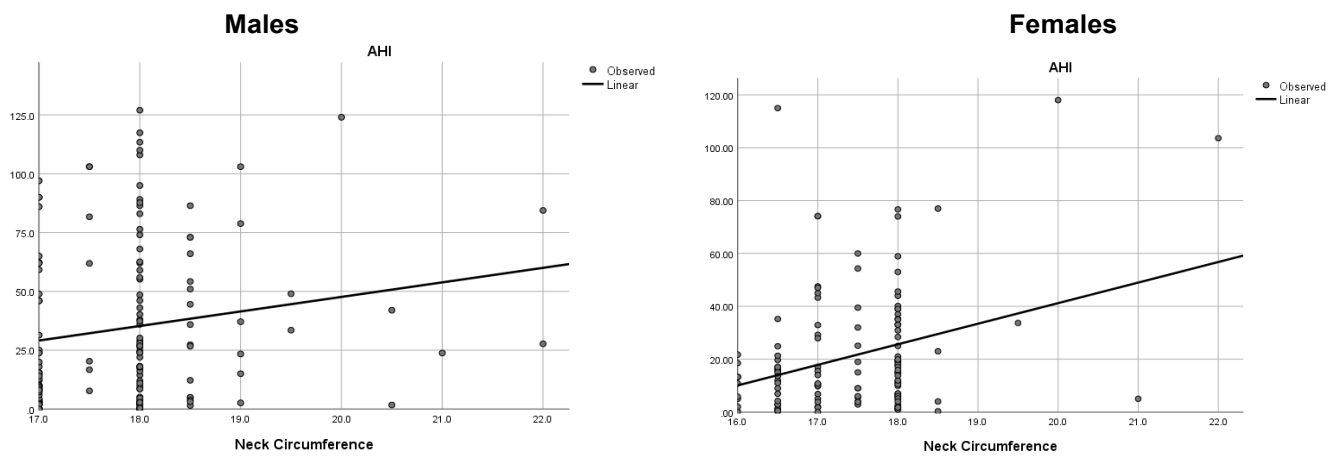 Males
AHI
Observed
Linear
125.0
100.0
75.0
50.0
25.0
.0
17.0 18.0 19.0 20.0 21.0 22.0
Neck Circumference
Females
AHI
Observed
Linear
120.00
100.00
80.00
60.00
40.00
20.00
.00
16.0 17.0 18.0 19.0 20.0 21.0 22.0
Neck Circumference